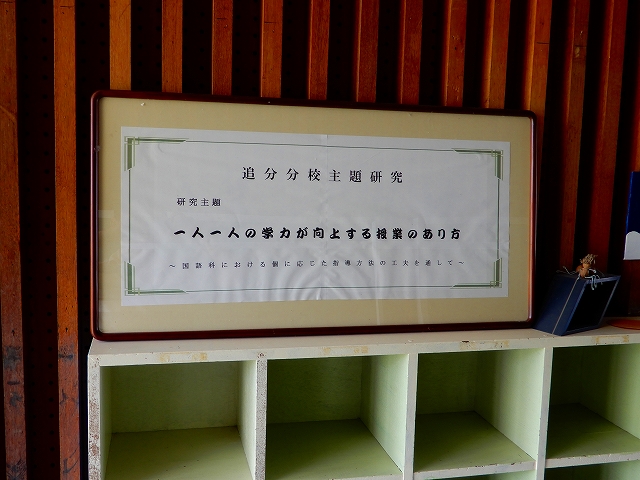 追分分校主題研究
研究主題
一人一人の学力が向上する授業のあり方
～国語科における個に応じた指導方法の工夫を通して～